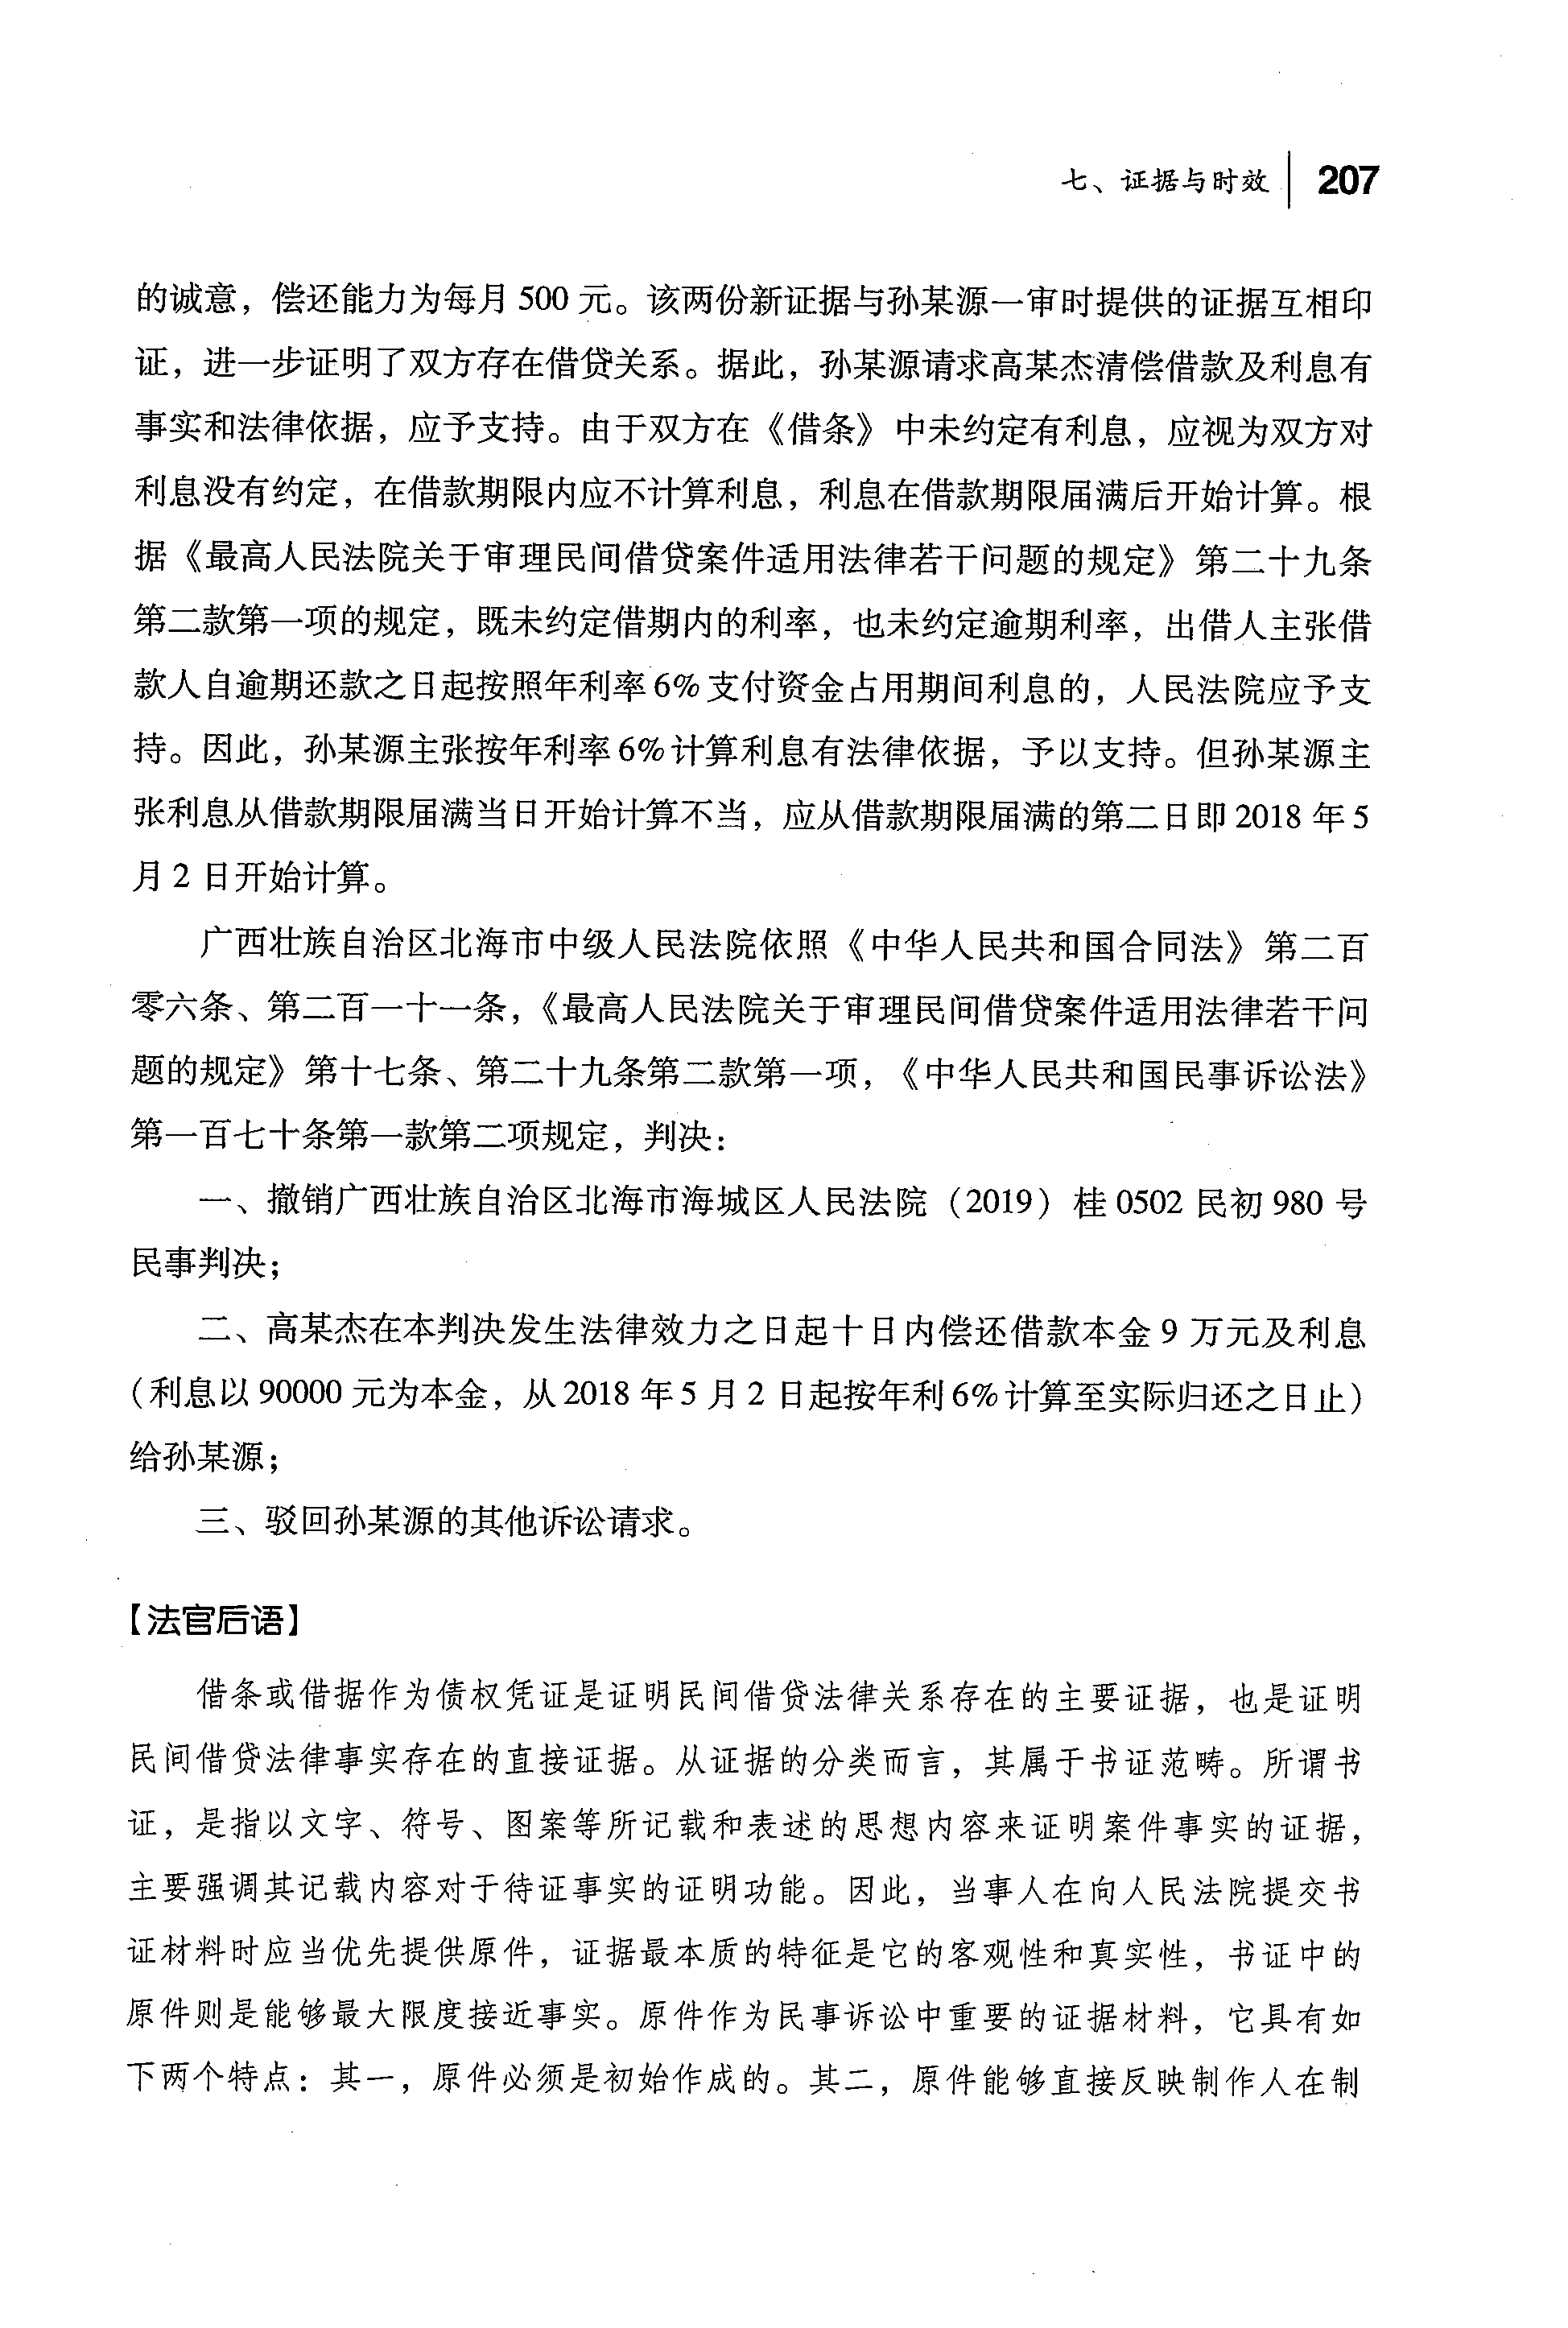 七、证据与时效 207
的诚意，偿还能力为每月 500 元。该两份新证据与孙某源一审时提供的证据互相印
证，进一步证明了双方存在借贷关系。据此，孙某源请求高某杰清偿借款及利息有
事实和法律依据，应予支持。由于双方在《借条》中未约定有利息，应视为双方对
利息没有约定，在借款期限内应不计算利息，利息在借款期限届满后开始计算。根
据《最高人民法院关于审理民间借贷案件适用法律若干问题的规定》第二十九条
第二款第一项的规定，既未约定借期内的利率，也未约定逾期利率，出借人主张借
款人自逾期还款之日起按照年利率 6% 支付资金占用期间利息的，人民法院应予支
持。因此，孙某源主张按年利率 6% 计算利息有法律依据，予以支持。但孙某源主
张利息从借款期限届满当日开始计算不当，应从借款期限届满的第二日即 2018 年 5
月 2 日开始计算。
广西壮族自治区北海市中级人民法院依照《中华人民共和国合同法》第二百
零六条、第二百一十一条，《最高人民法院关于审理民间借贷案件适用法律若干问
题的规定》第十七条、第二十九条第二款第一项，《中华人民共和国民事诉讼法》
第一百七十条第一款第二项规定，判决：
一、撤销广西壮族自治区北海市海城区人民法院（2019）桂 0502 民初 980 号
民事判决；
二、高某杰在本判决发生法律效力之日起十日内偿还借款本金 9 万元及利息
（利息以 90000 元为本金，从 2018 年 5 月 2 日起按年利 6% 计算至实际归还之日止）
给孙某源；
三、驳回孙某源的其他诉讼请求。
【法官后语】
借条或借据作为债权凭证是证明民间借贷法律关系存在的主要证据，也是证明
民间借贷法律事实存在的直接证据。从证据的分类而言，其属于书证范畴。所谓书
证，是指以文字、符号、图案等所记载和表述的思想内容来证明案件事实的证据，
主要强调其记载内容对于待证事实的证明功能。因此，当事人在向人民法院提交书
证材料时应当优先提供原件，证据最本质的特征是它的客观性和真实性，书证中的
原件则是能够最大限度接近事实。原件作为民事诉讼中重要的证据材料，它具有如
下两个特点：其一，原件必须是初始作成的。其二，原件能够直接反映制作人在制